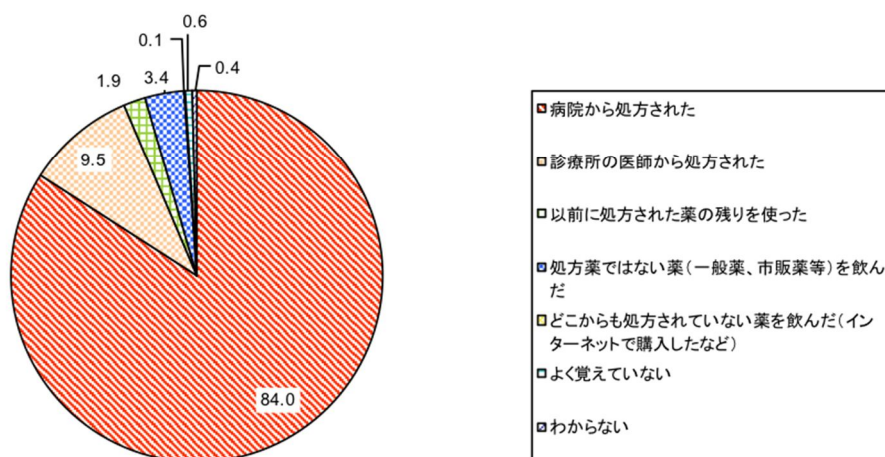 0.6
0.1
0.4
1.9
3.4
9.5
84.0
病院から処方された
診療所の医師から処方された
以前に処方された薬の残りを使った
処方薬ではない薬(一般薬、市販薬等)を飲ん
だ
どこからも処方されていない薬を飲んだ(イン
ターネットで購入したなど)
よく覚えていない
わからない